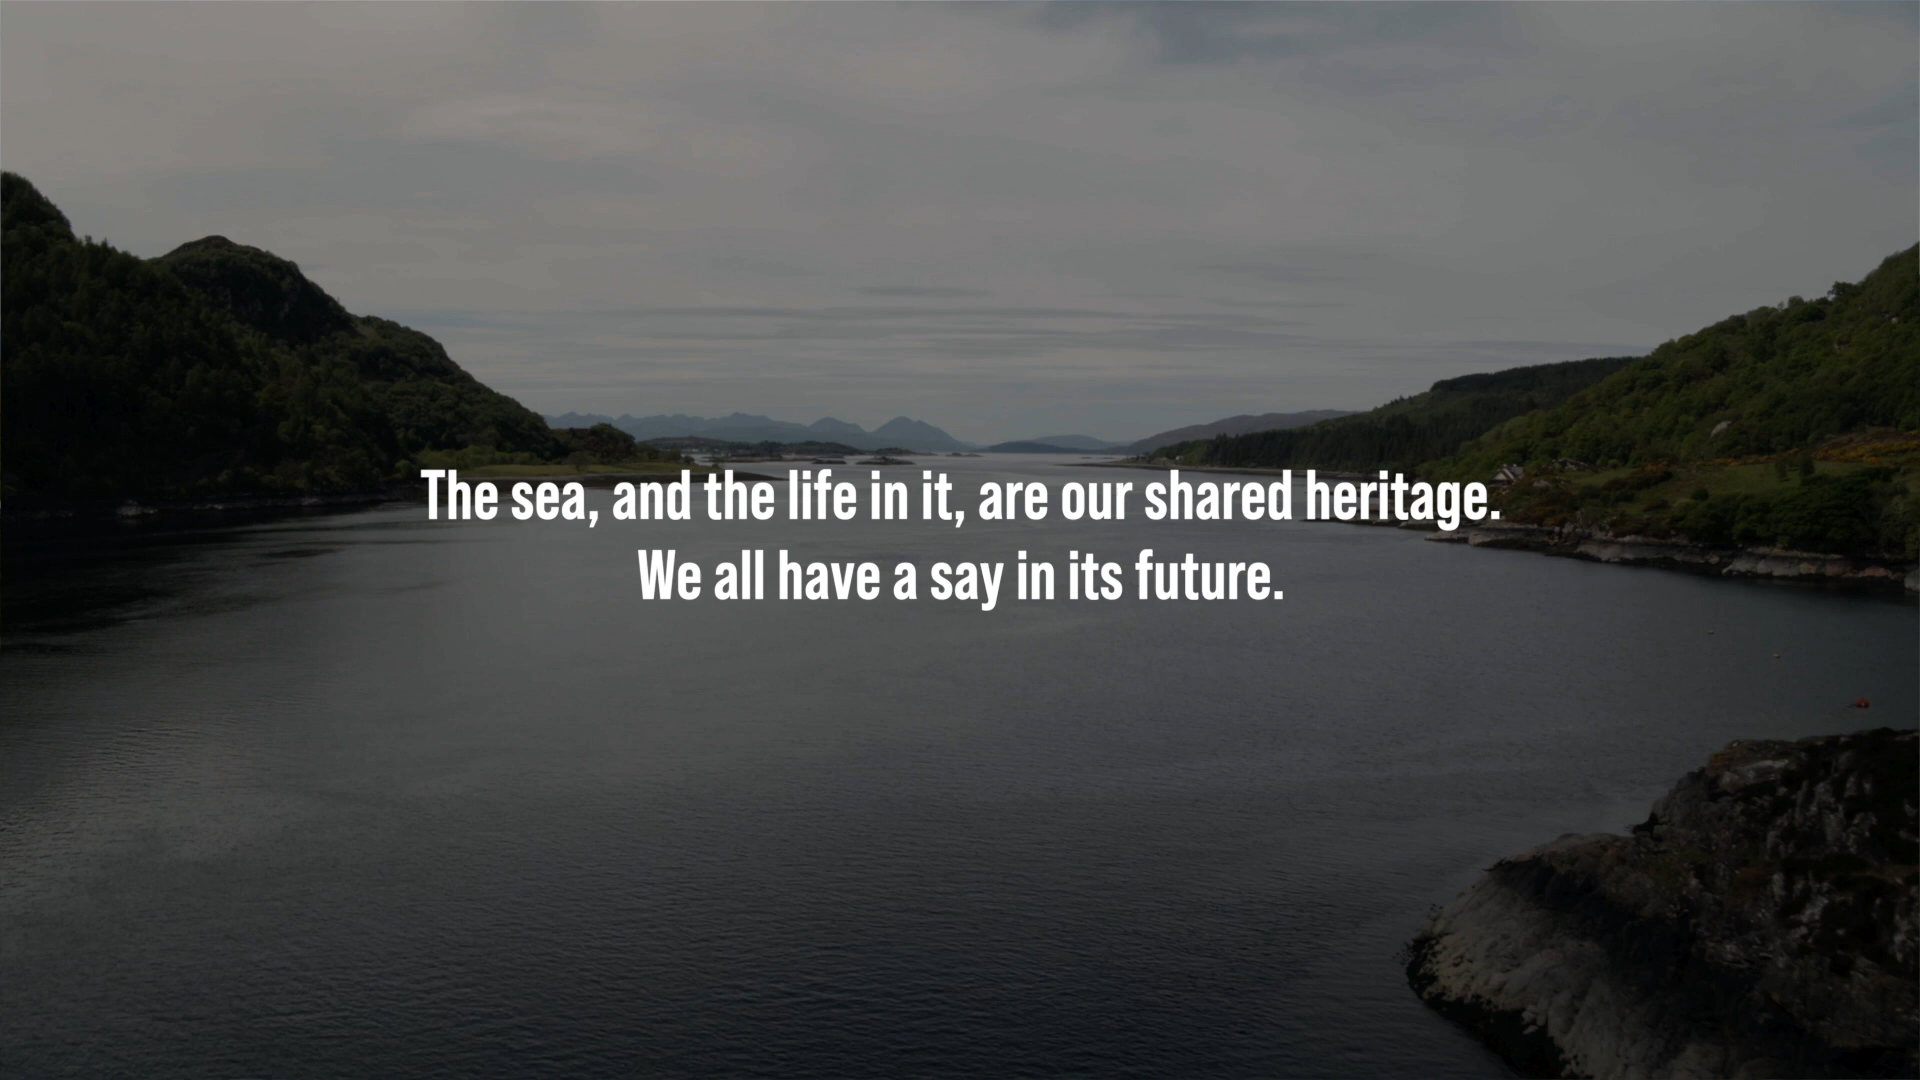 The sea, and the life in it, are our shared heritage.
We all have a say in its future.